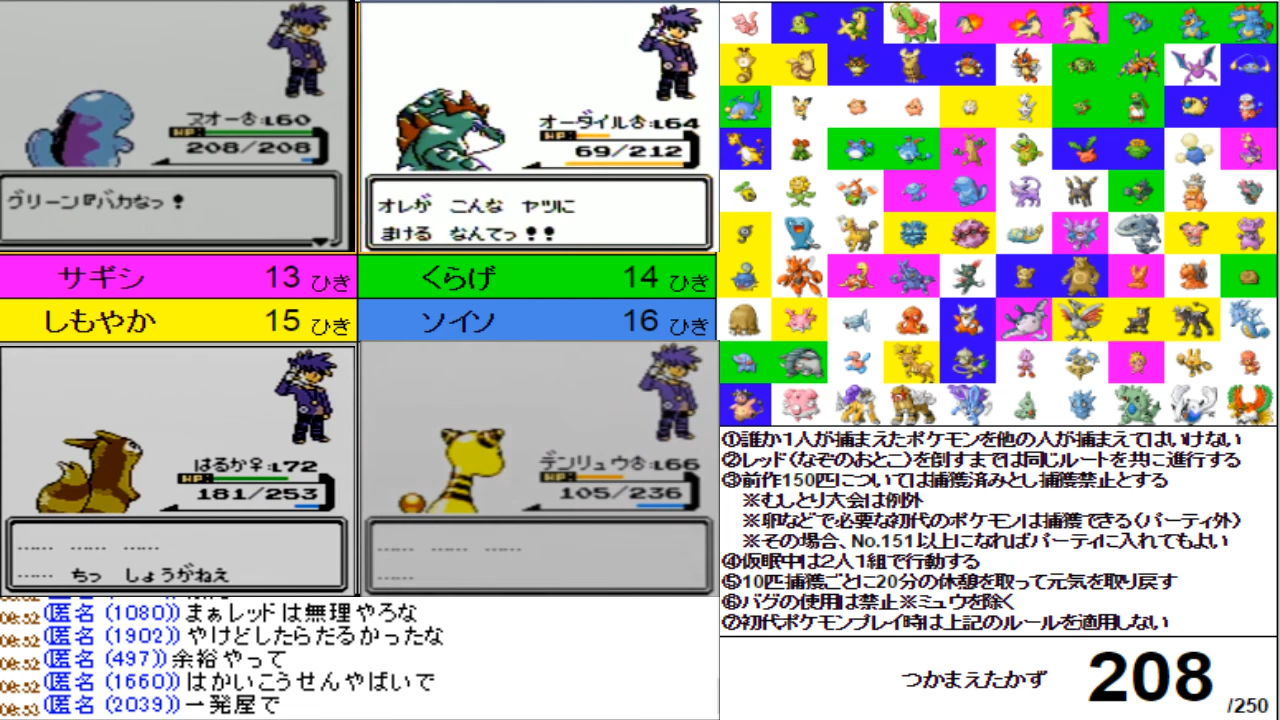 ヌオー♂:L60
HP
208/208
グリーン『バカなっ！
オーダイル♂:L64
HP
69/212
オレが こんな ヤツに
まける なんてっ！！
サギシ 13 ひき
くらげ 14 ひき
しもやか 15 ひき
ソイソ 16 ひき
はるか♀:L72
HP
181/253
…… …… ……
…… ちっ しょうがねえ
デンリュウ♂:L66
HP
105/236
…… …… ……
……
08:52 (匿名 (1080)) まぁレッドは無理やろな
08:52 (匿名 (1902)) やけどしたらだるかったな
08:52 (匿名 (497)) 余裕やって
08:52 (匿名 (1660)) はかいこうせんやばいで
08:53 (匿名 (2039)) 一発屋で
①誰か1人が捕まえたポケモンを他の人が捕まえてはいけない
②レッド(なぞのおとこ)を倒すまでは同じルートを共に進行する
③前作150匹については捕獲済みとし捕獲禁止とする
※むしとり大会は例外
※卵などで必要な初代のポケモンは捕獲できる(パーティ外)
※その場合、No.151以上になればパーティに入れてもよい
④仮眠中は2人1組で行動する
⑤10匹捕獲ごとに20分の休憩を取って元気を取り戻す
⑥バグの使用は禁止※ミュウを除く
⑦初代ポケモンプレイ時は上記のルールを適用しない
つかまえたかず 208 /250